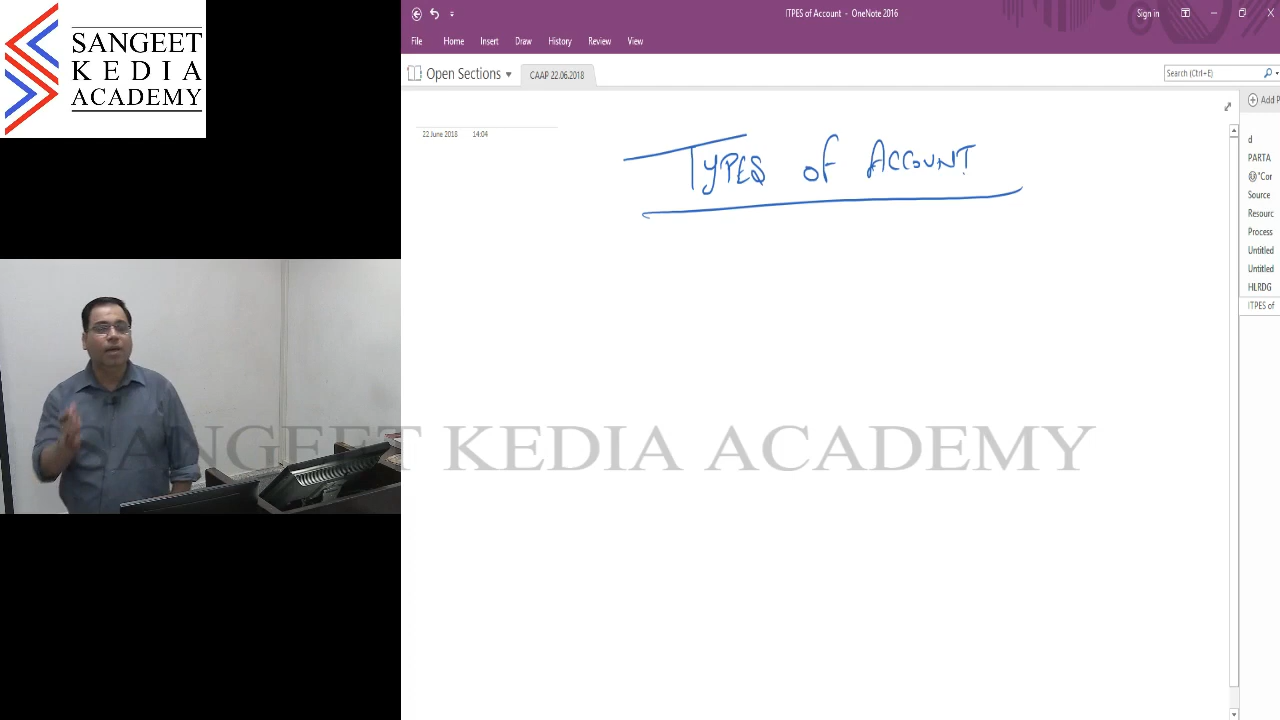 SANGEET
KEDIA
ACADEMY
ITPES of Account - OneNote 2016
Sign in
File
Home
Insert
Draw
History
Review
View
Open Sections
CAAP 22.06.2018
Search (Ctrl+E)
Add P
22 June 2018
14:04
TYPES of ACCOUNT
d
PARTA
"Cor
Source
Resourc
Process
Untitled
Untitled
HLRDG
ITPES of
SANGEET KEDIA ACADEMY